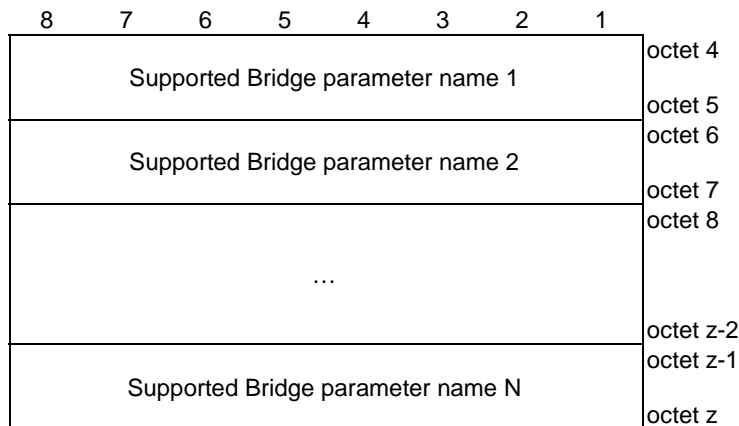 8 7 6 5 4 3 2 1
octet 4
Supported Bridge parameter name 1
octet 5
octet 6
Supported Bridge parameter name 2
octet 7
octet 8
…
octet z-2
octet z-1
Supported Bridge parameter name N
octet z